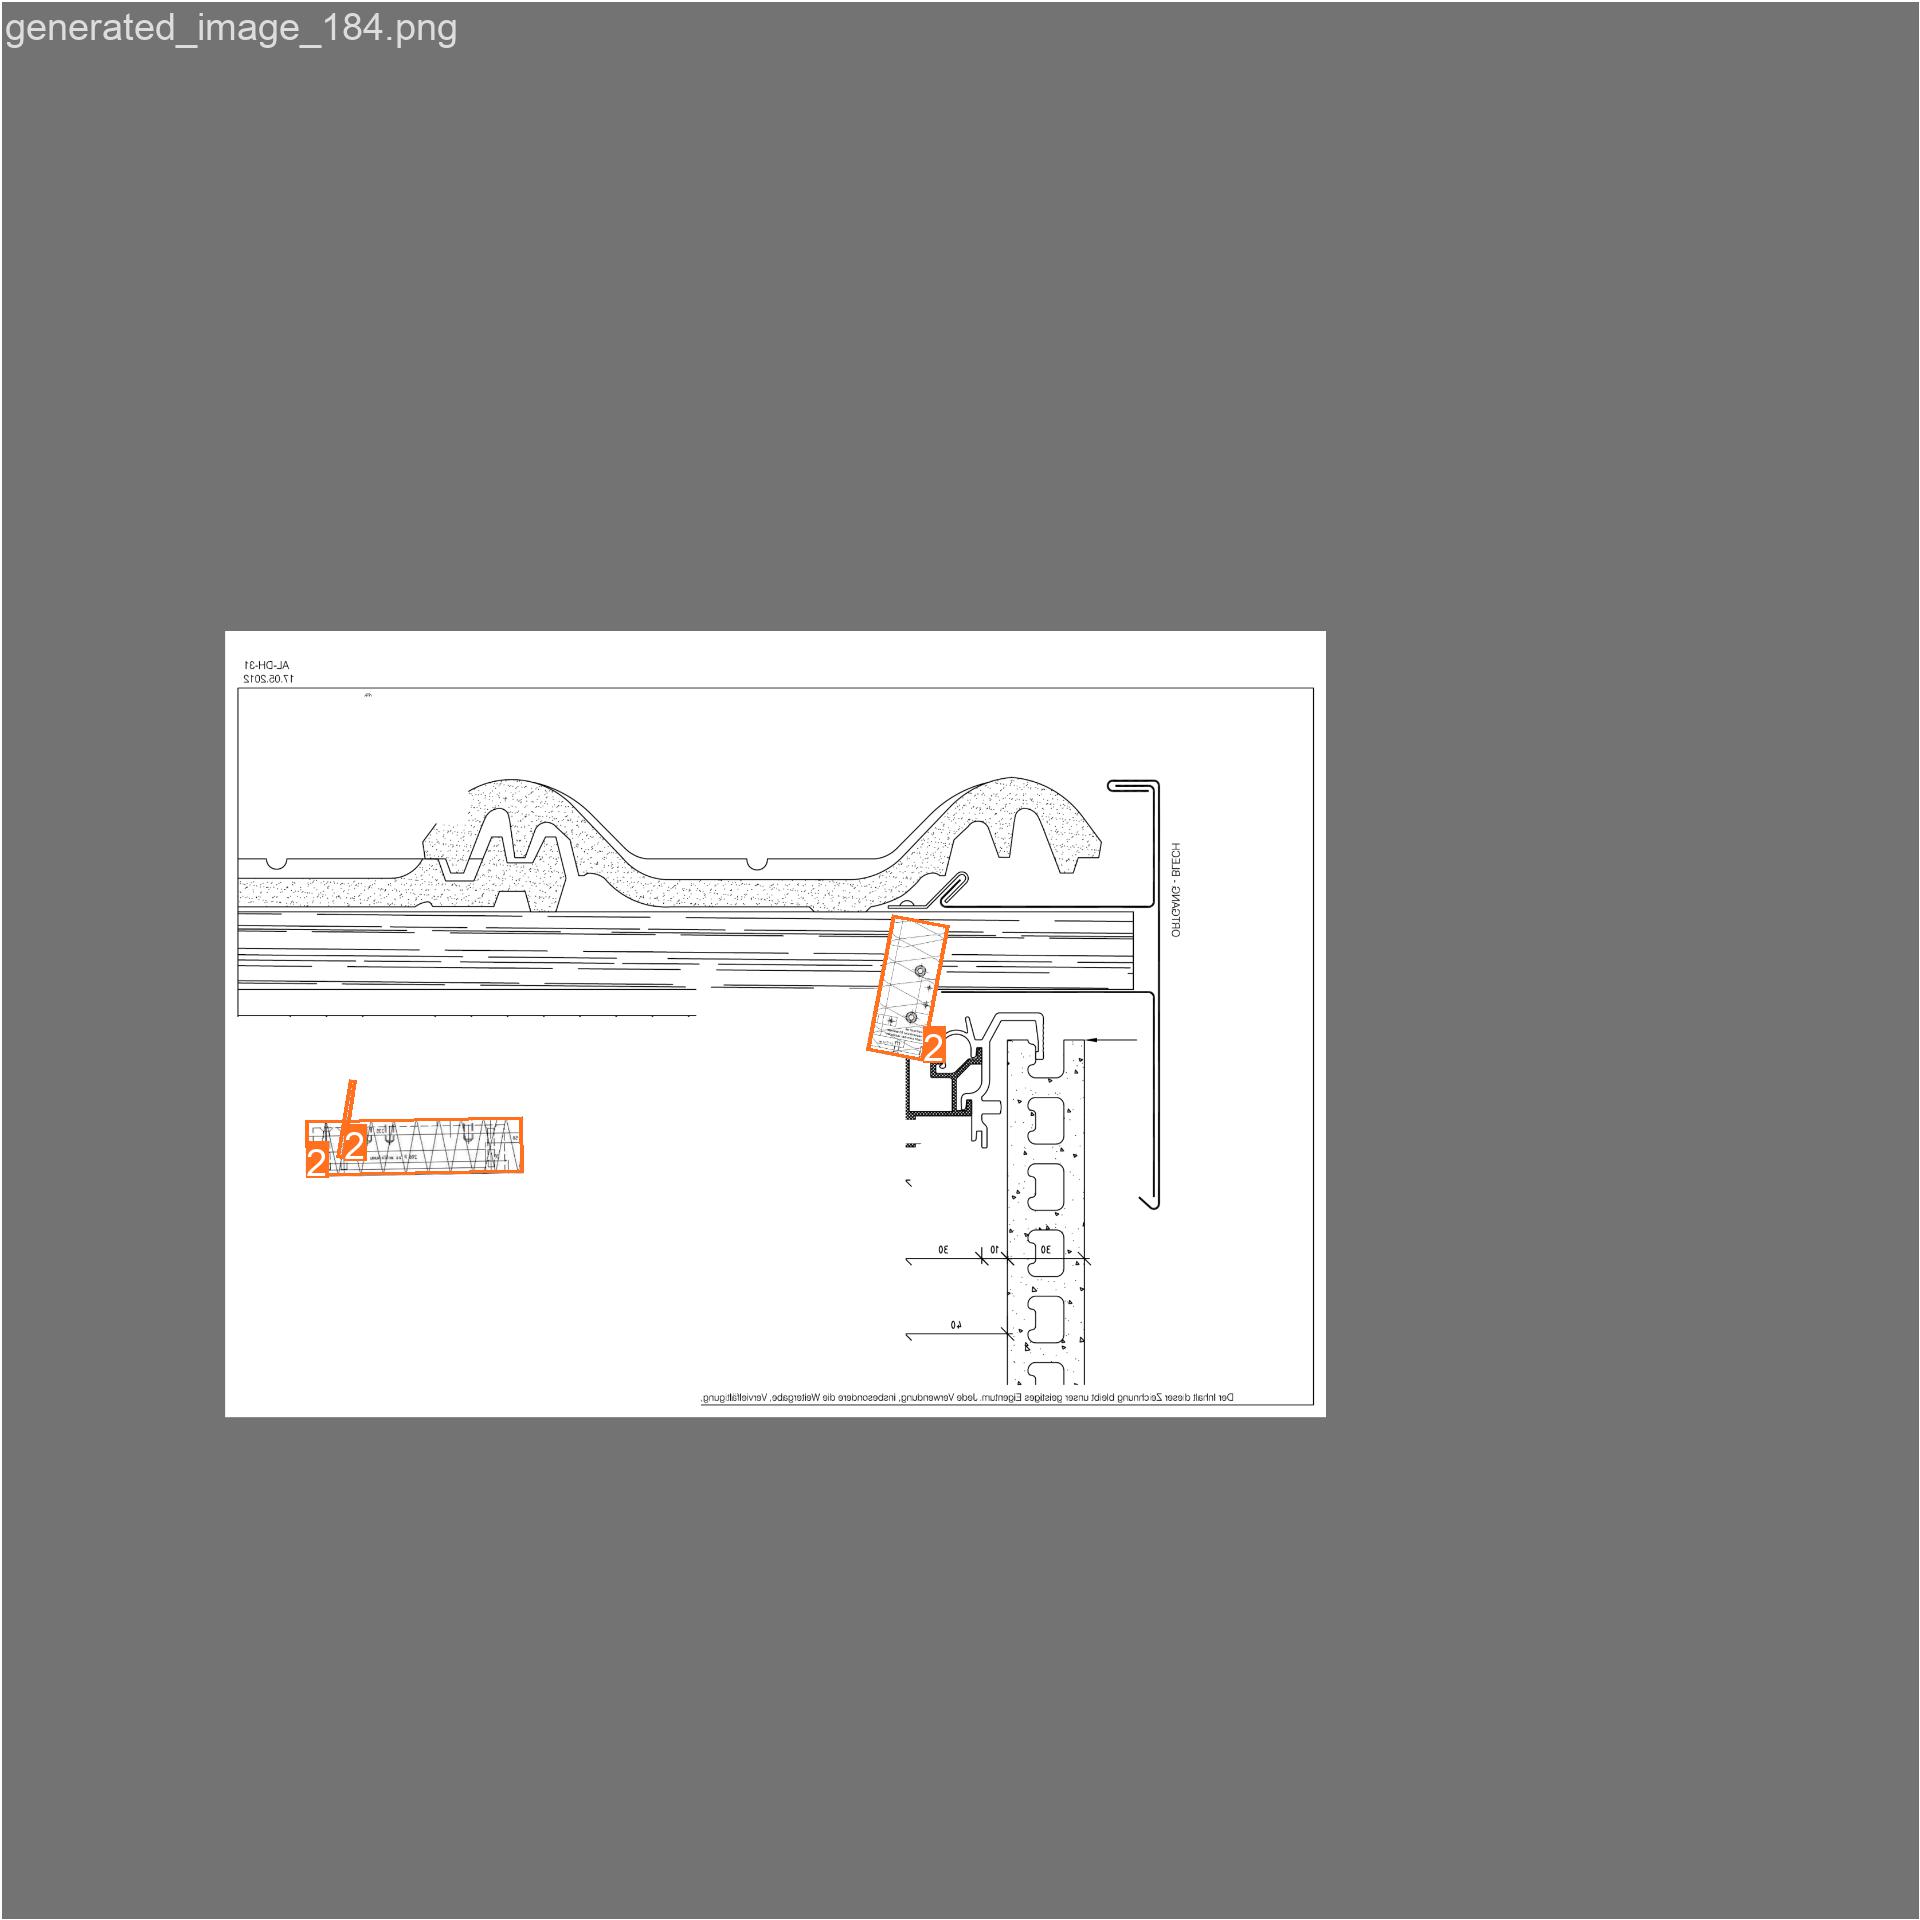 generated_image_184.png
AL-DH-31
17.05.2012
ORTGANG - BLECH
2
2
2
30
10
30
40
Der Inhalt dieser Zeichnung bleibt unser geistiges Eigentum. Jede Verwendung, insbesondere die Weitergabe, Vervielfältigung,